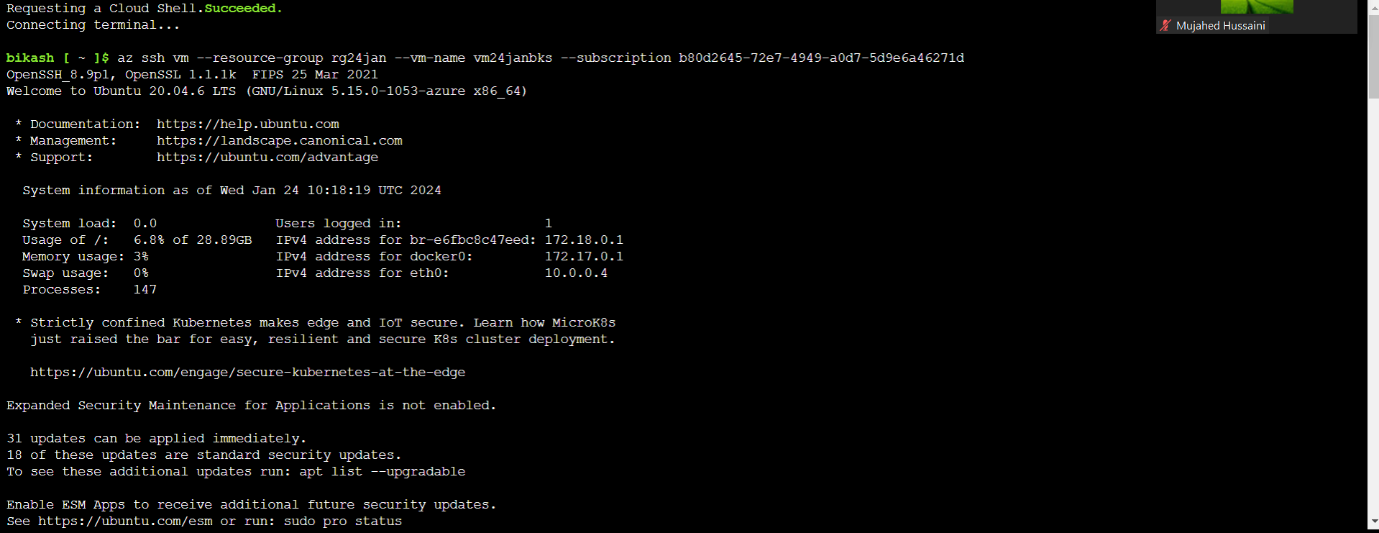 Requesting a Cloud Shell.Succeeded.
Connecting terminal...
Mujahed Hussaini
bikash [ ~ ]$ az ssh vm --resource-group rg24jan --vm-name vm24janbks --subscription b80d2645-72e7-4949-a0d7-5d9e6a46271d
OpenSSH_8.9p1, OpenSSL 1.1.1k  FIPS 25 Mar 2021
Welcome to Ubuntu 20.04.6 LTS (GNU/Linux 5.15.0-1053-azure x86_64)
* Documentation:  https://help.ubuntu.com
* Management:     https://landscape.canonical.com
* Support:        https://ubuntu.com/advantage
System information as of Wed Jan 24 10:18:19 UTC 2024
System load:  0.0               Users logged in:                  1
Usage of /:   6.8% of 28.89GB   IPv4 address for br-e6fbc8c47eed: 172.18.0.1
Memory usage: 3%                IPv4 address for docker0:         172.17.0.1
Swap usage:   0%                IPv4 address for eth0:            10.0.0.4
Processes:    147
* Strictly confined Kubernetes makes edge and IoT secure. Learn how MicroK8s
just raised the bar for easy, resilient and secure K8s cluster deployment.
https://ubuntu.com/engage/secure-kubernetes-at-the-edge
Expanded Security Maintenance for Applications is not enabled.
31 updates can be applied immediately.
18 of these updates are standard security updates.
To see these additional updates run: apt list --upgradable
Enable ESM Apps to receive additional future security updates.
See https://ubuntu.com/esm or run: sudo pro status